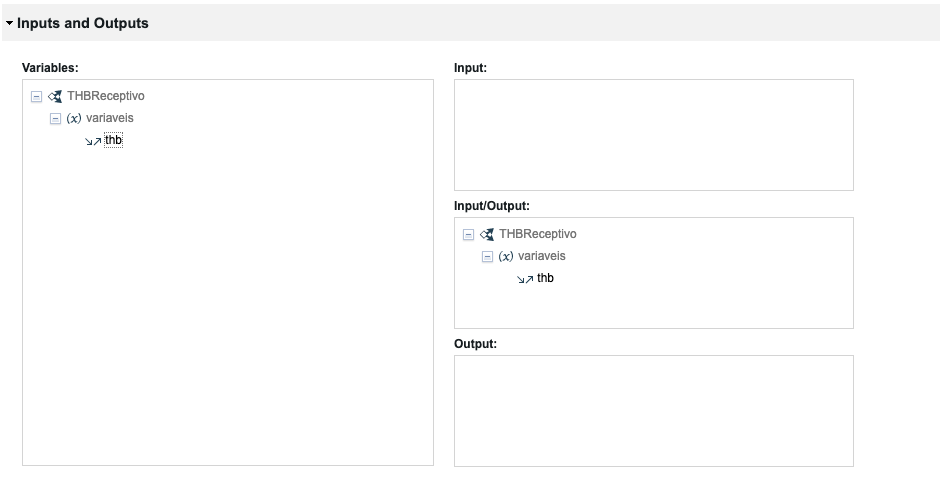 Inputs and Outputs
Variables:
THBReceptivo
(x) variaveis
thb
Input:
Input/Output:
THBReceptivo
(x) variaveis
thb
Output: